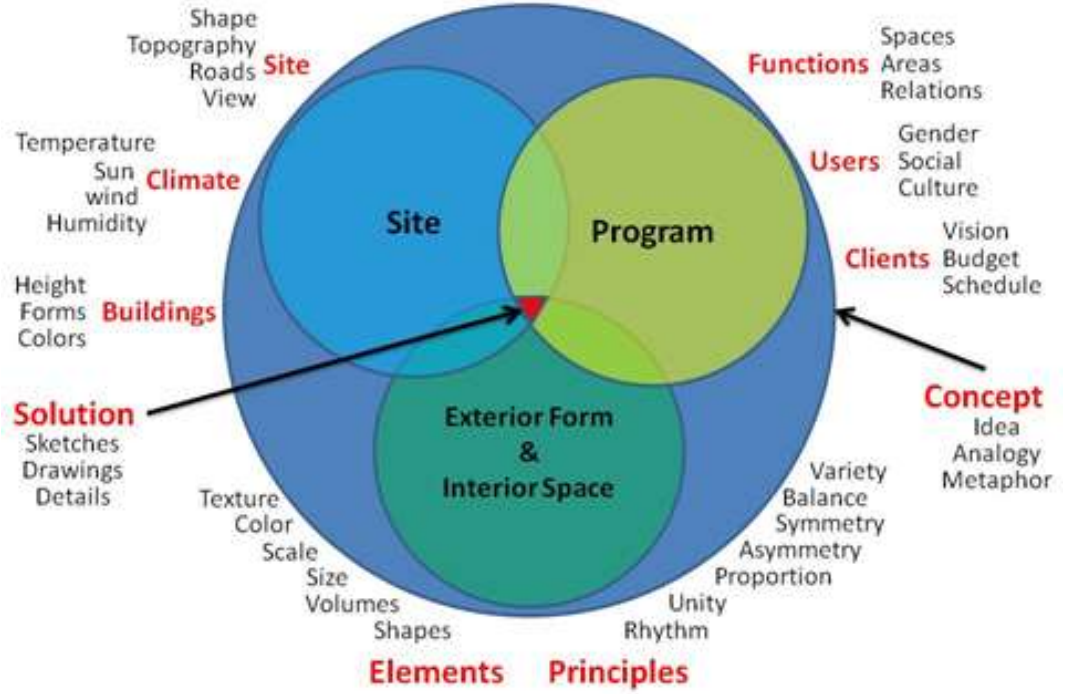 Shape
Topography
Roads
View
Site
Temperature
Sun
wind
Humidity
Climate
Height
Forms
Colors
Buildings
Solution
Sketches
Drawings
Details
Site
Program
Exterior Form
&
Interior Space
Functions
Spaces
Areas
Relations
Users
Gender
Social
Culture
Clients
Vision
Budget
Schedule
Concept
Idea
Analogy
Metaphor
Texture
Color
Scale
Size
Volumes
Shapes
Elements
Variety
Balance
Symmetry
Asymmetry
Proportion
Unity
Rhythm
Principles